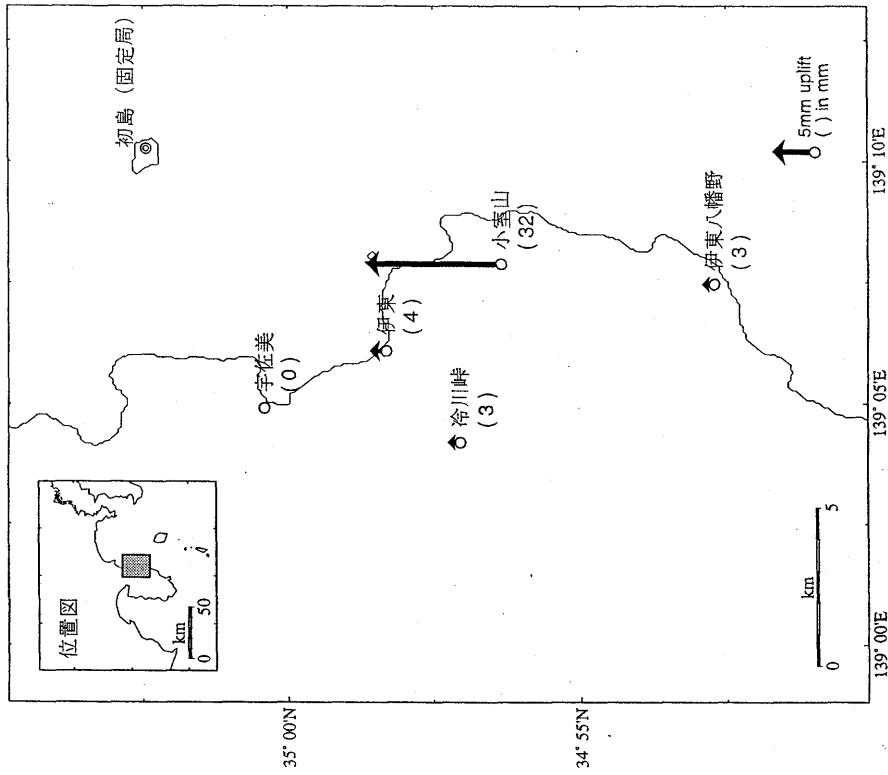 位置図
km
0 50
初島 (固定局)
宇佐美
(0)
伊東
(4)
小室山
(32)
冷川峠
(3)
伊東八幡野
(3)
5mm uplift
( ) in mm
km
0 5
35° 00'N
34° 55'N
139° 00'E
139° 05'E
139° 10'E